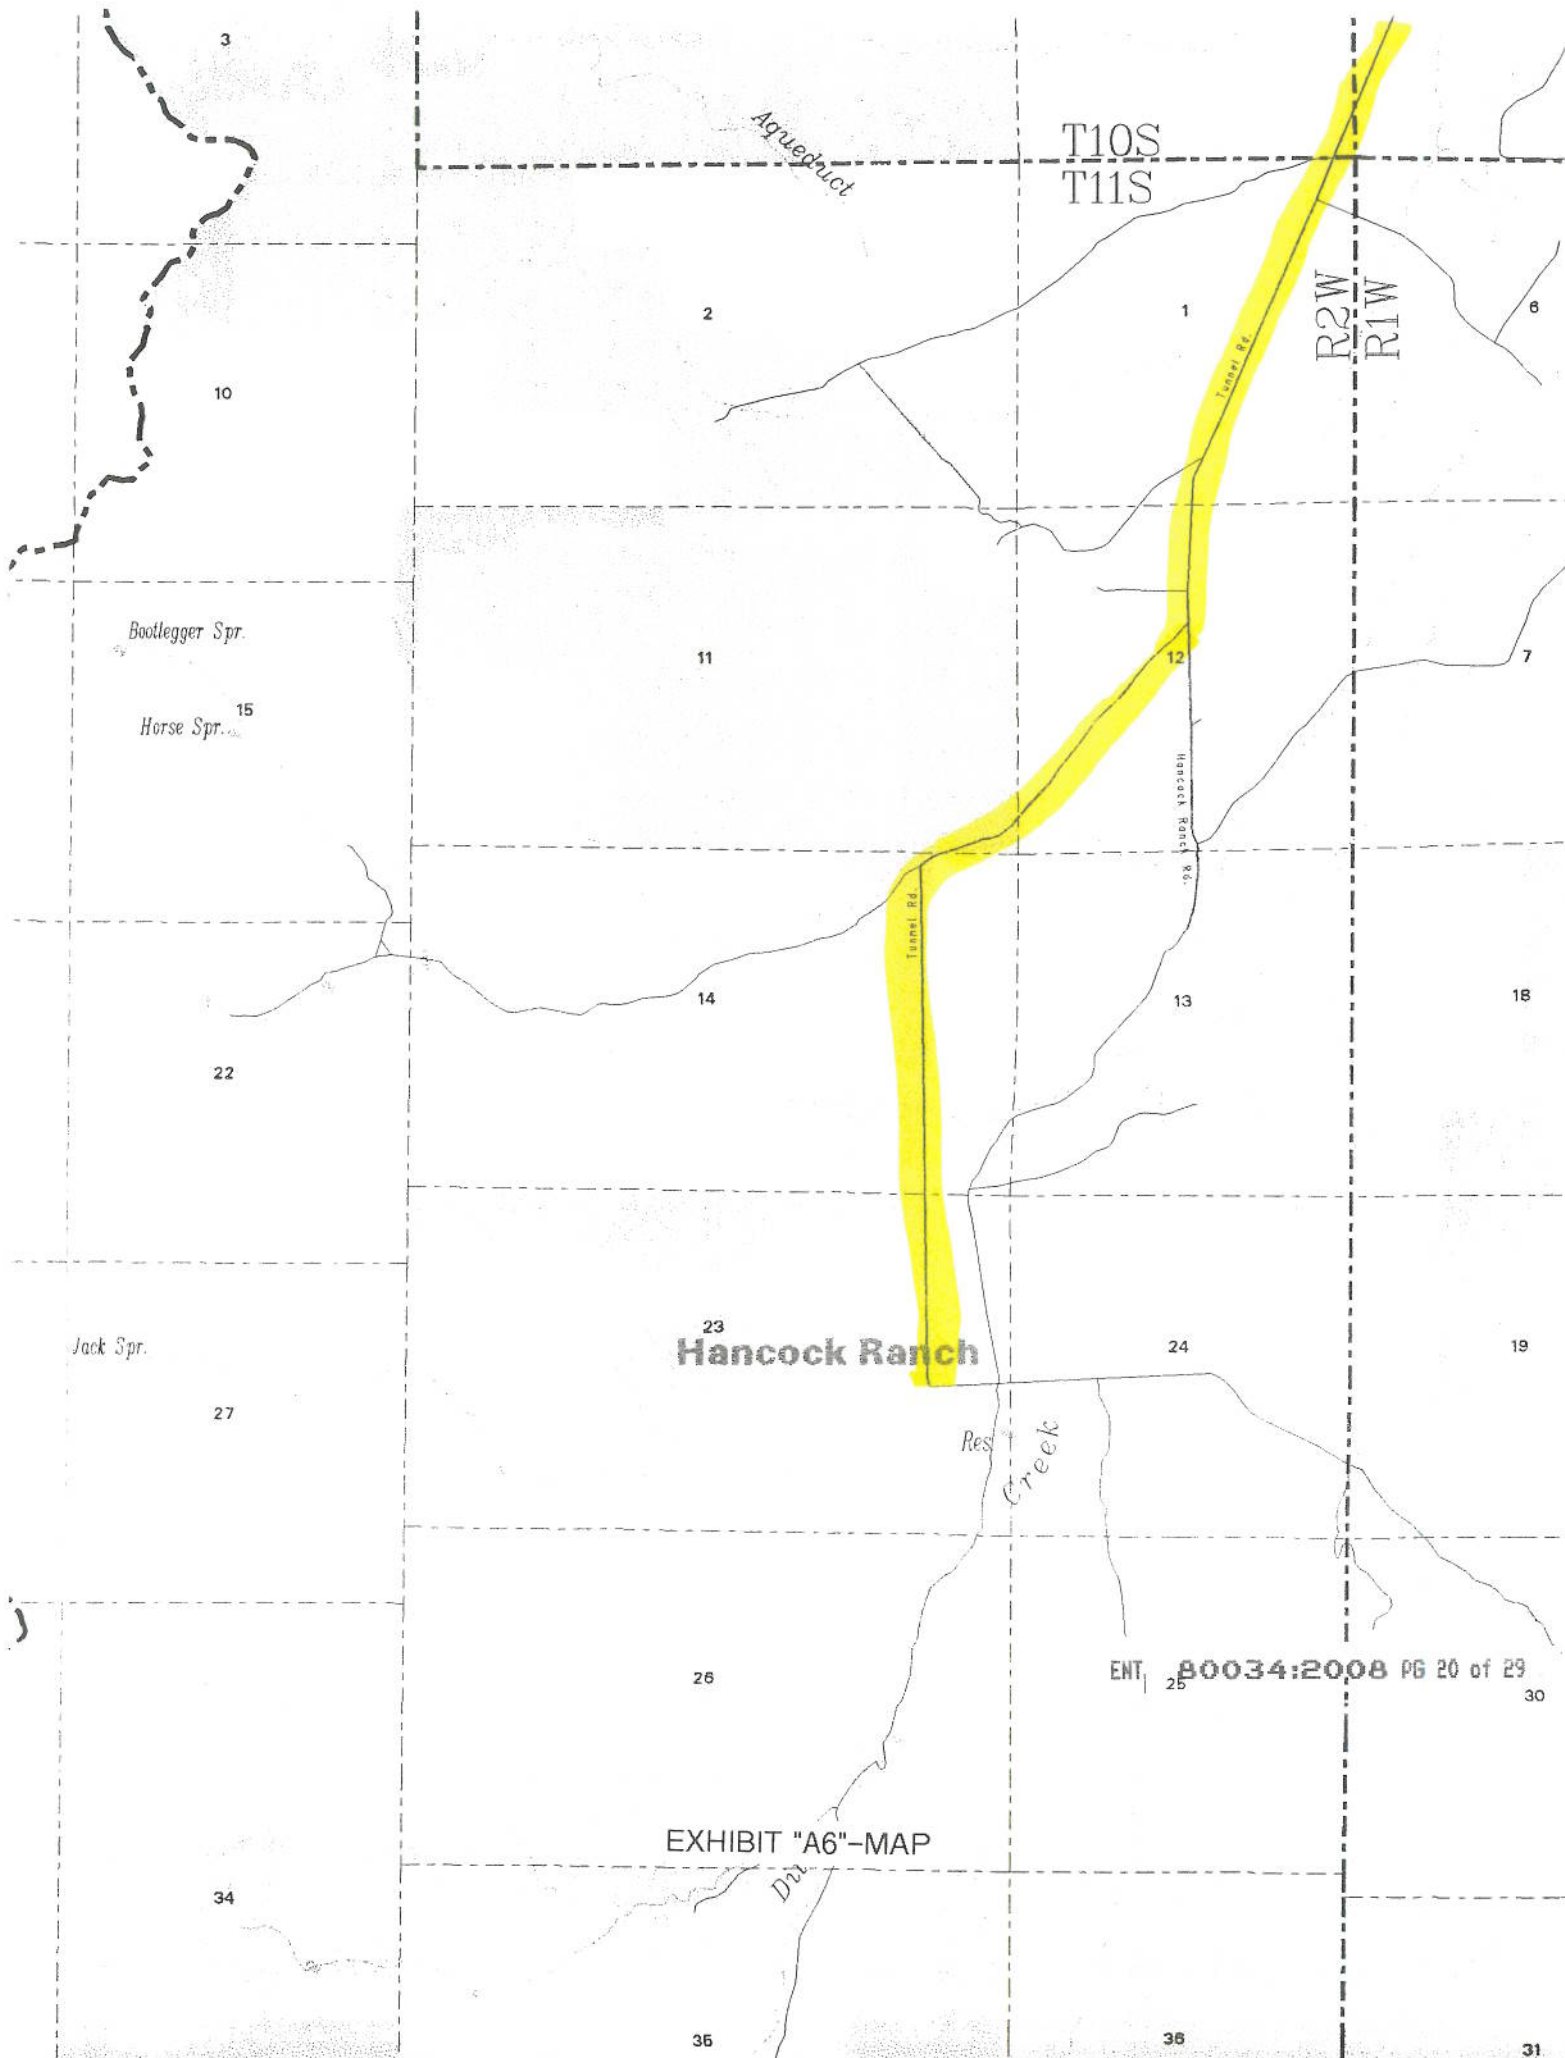 3
Aqueduct
T10S
T11S
R2W
R1W
2
1
6
Tunnel Rd.
10
Bootlegger Spr.
11
12
7
15
Horse Spr.
Hancock Ranch Rd.
Tunnel Rd.
14
13
18
22
23
Hancock Ranch
24
19
Jack Spr.
27
Res
Creek
26
ENT 80034:2008 PG 20 of 29
25
30
EXHIBIT "A6"-MAP
34
35
36
31